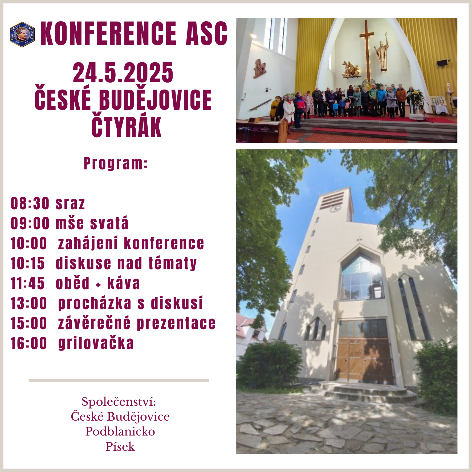 KONFERENCE ASC
24.5.2025
ČESKÉ BUDĚJOVICE
ČTYRÁK
Program:
08:30 sraz
09:00 mše svatá
10:00 zahájení konference
10:15 diskuse nad tématy
11:45 oběd + káva
13:00 procházka s diskusí
15:00 závěrečné prezentace
16:00 grilovačka
Společenství:
České Budějovice
Podblanicko
Písek